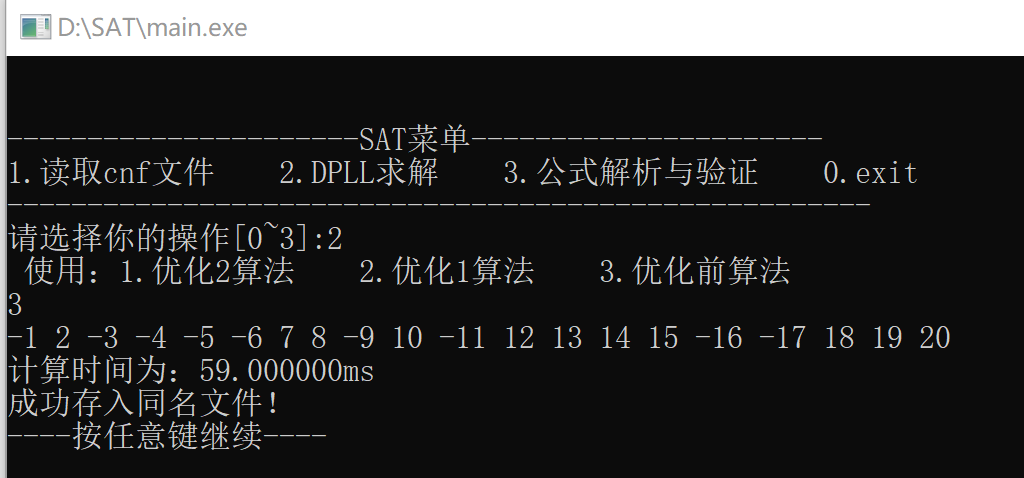 D:\SAT\main.exe
----------------------SAT菜单----------------------
1.读取cnf文件    2.DPLL求解    3.公式解析与验证    0.exit
------------------------------------------------------
请选择你的操作[0~3]:2
 使用：1.优化2算法    2.优化1算法    3.优化前算法
3
-1 2 -3 -4 -5 -6 7 8 -9 10 -11 12 13 14 15 -16 -17 18 19 20
计算时间为：59.000000ms
成功存入同名文件！
----按任意键继续----